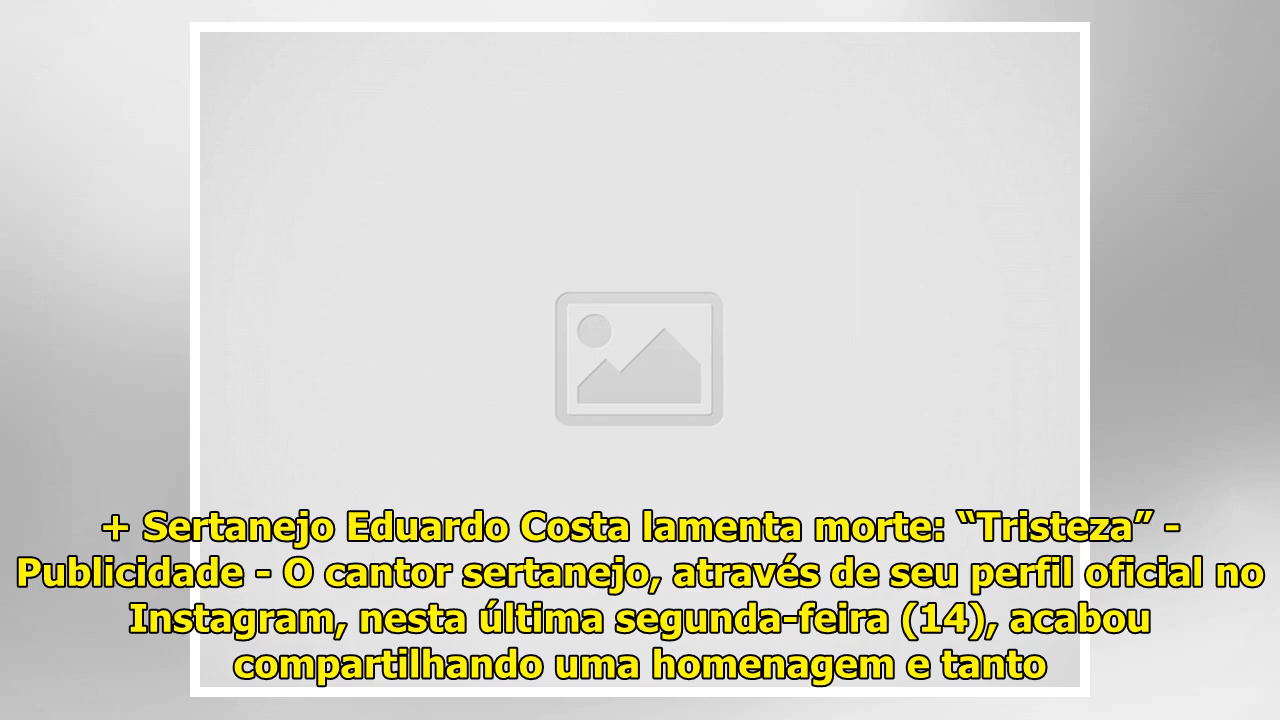 + Sertanejo Eduardo Costa lamenta morte: “Tristeza” -
Publicidade - O cantor sertanejo, através de seu perfil oficial no
Instagram, nesta última segunda-feira (14), acabou
compartilhando uma homenagem e tanto